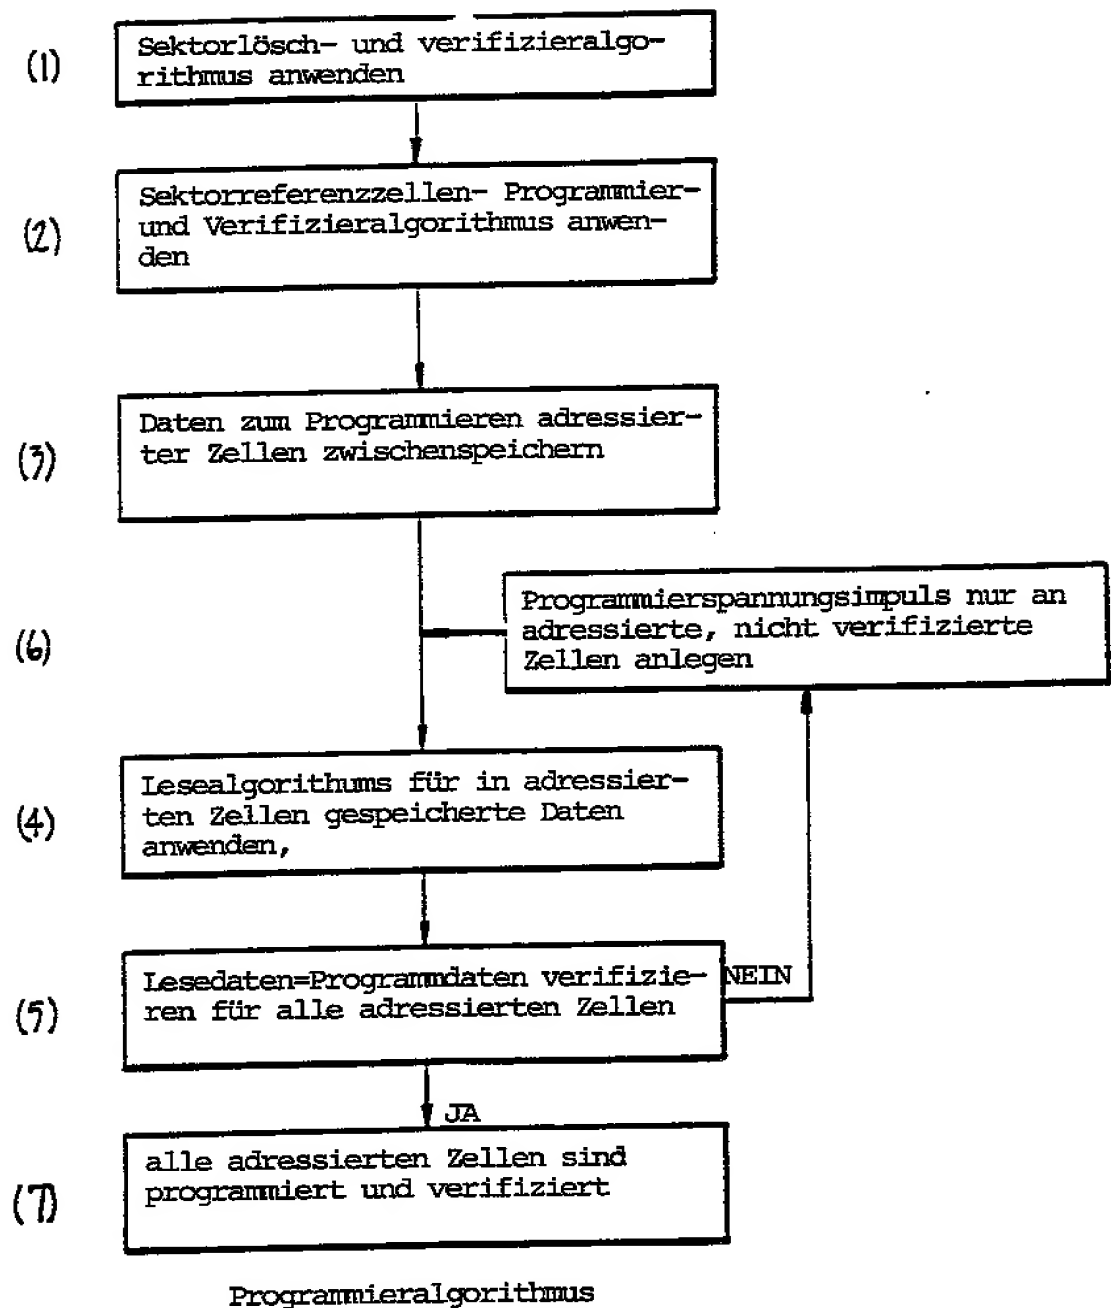 (1)
Sektorlösch- und verifizieralgo-
rithmus anwenden
(2)
Sektorreferenzzellen- Programmier-
und Verifizieralgorithmus anwen-
den
(3)
Daten zum Programmieren adressier-
ter Zellen zwischenspeichern
(6)
Programmierspannungsimpuls nur an
adressierte, nicht verifizierte
Zellen anlegen
(4)
Lesealgorithums für in adressier-
ten Zellen gespeicherte Daten
anwenden,
(5)
Lesedaten=Programmdaten verifizie-
ren für alle adressierten Zellen
NEIN
JA
(7)
alle adressierten Zellen sind
programmiert und verifiziert
Programmieralgorithmus